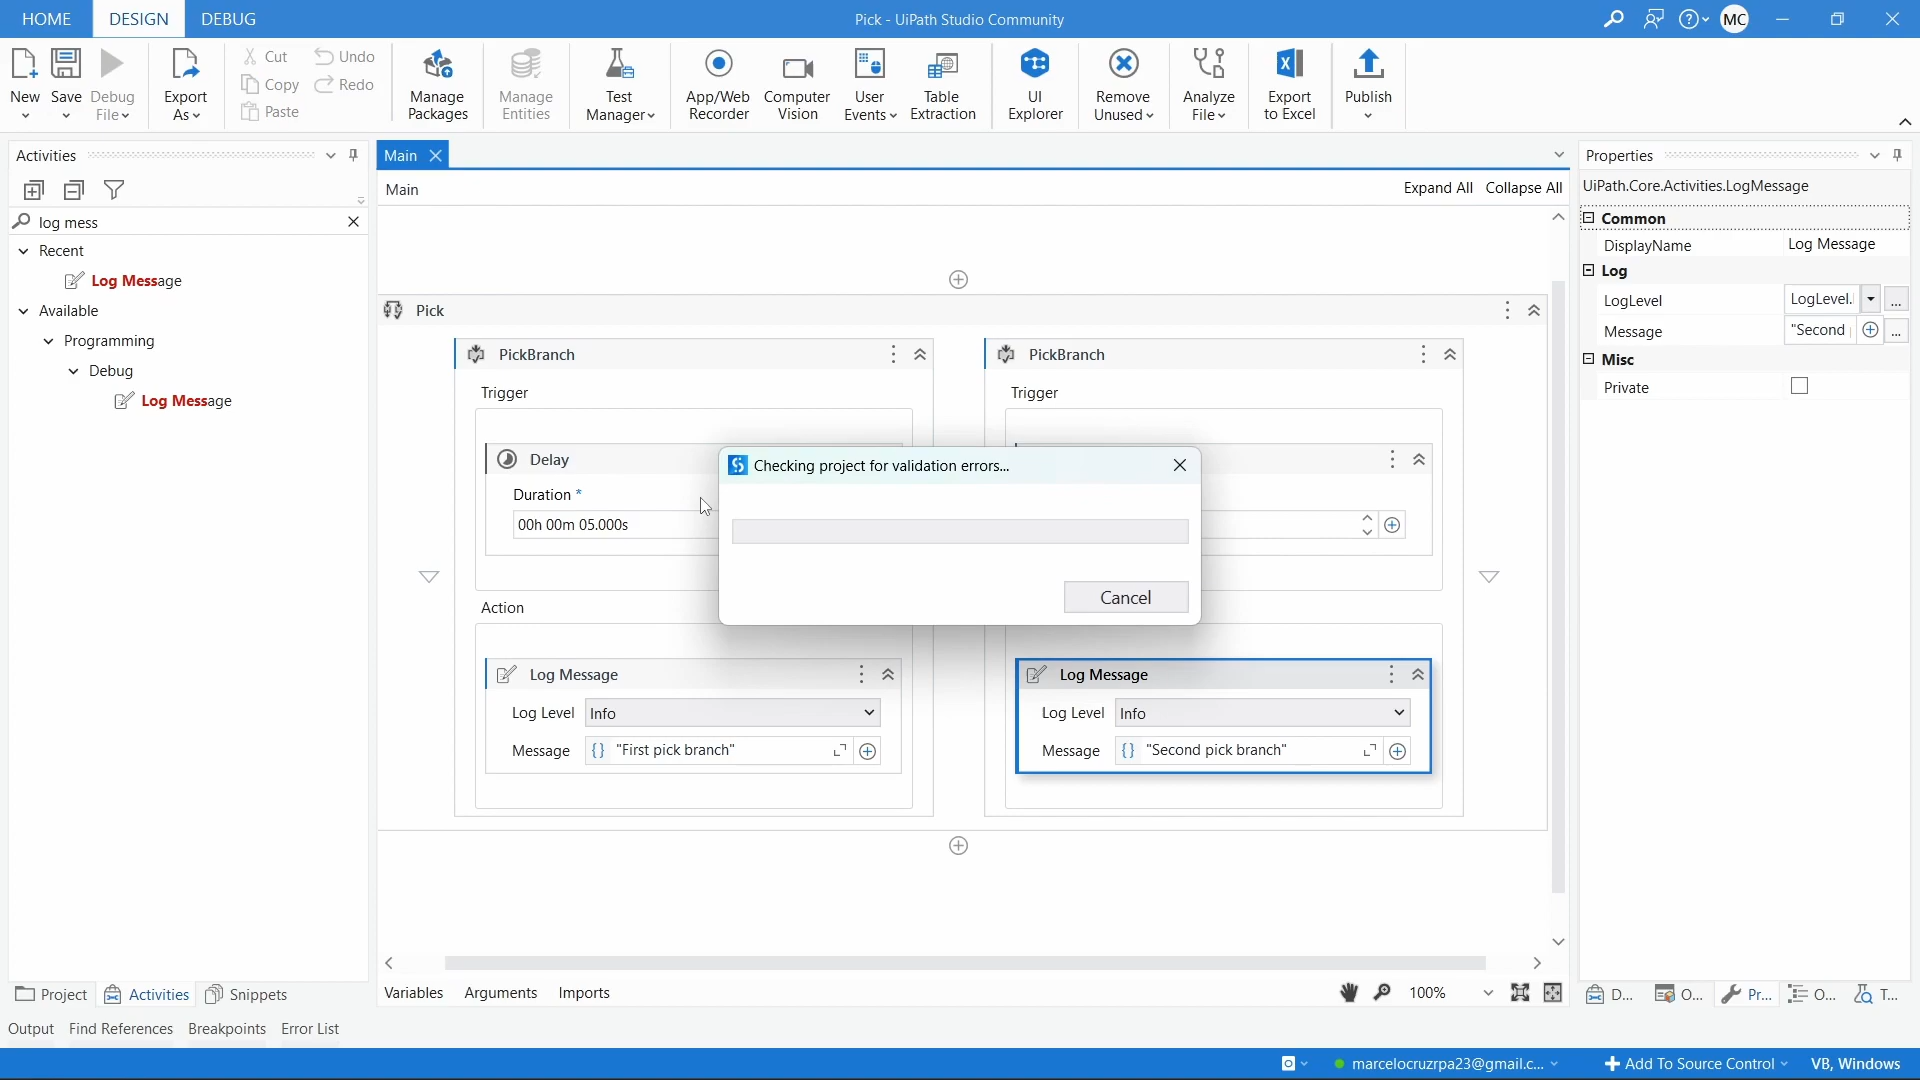 HOME
DESIGN
DEBUG
Pick - UiPath Studio Community
MC
New
Save
Debug File
Export As
Cut
Copy
Paste
Undo
Redo
Manage Packages
Manage Entities
Test Manager
App/Web Recorder
Computer Vision
User Events
Table Extraction
UI Explorer
Remove Unused
Analyze File
Export to Excel
Publish
Activities
log mess
Recent
Log Message
Available
Programming
Debug
Log Message
Main
Main
Expand All
Collapse All
Pick
PickBranch
Trigger
Delay
Duration *
00h 00m 05.000s
Action
Log Message
Log Level
Info
Message
"First pick branch"
PickBranch
Trigger
Log Message
Log Level
Info
Message
"Second pick branch"
Checking project for validation errors...
Cancel
Properties
UiPath.Core.Activities.LogMessage
Common
DisplayName
Log Message
Log
LogLevel
LogLevel.
...
Message
"Second
...
Misc
Private
Project
Activities
Snippets
Variables
Arguments
Imports
100%
D...
O...
Pr...
O...
T...
Output
Find References
Breakpoints
Error List
marcelocruzrpa23@gmail.c...
Add To Source Control
VB, Windows